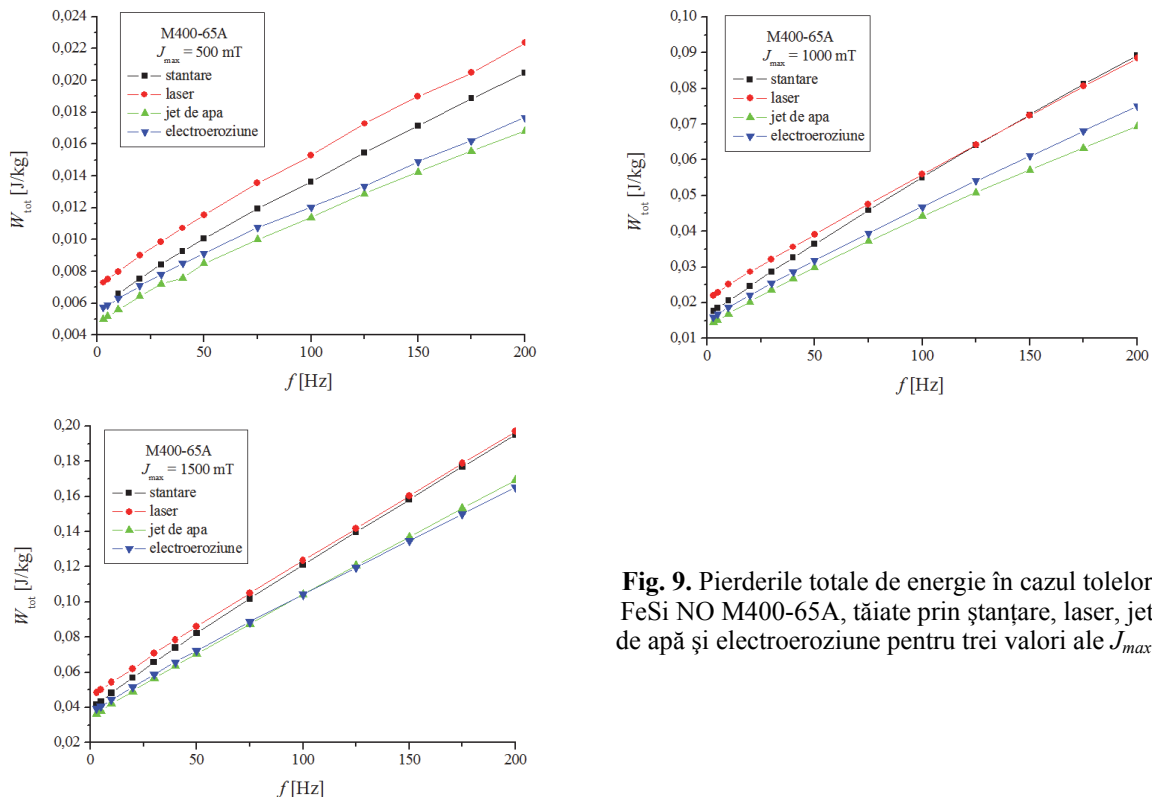 0,024
0,022
0,020
0,018
0,016
0,014
0,012
0,010
0,008
0,006
0,004
W tot [J/kg]
M400-65A
J max = 500 mT
stantare
laser
jet de apa
electroeroziune
0 50 100 150 200
f [Hz]
0,10
0,09
0,08
0,07
0,06
0,05
0,04
0,03
0,02
0,01
W tot [J/kg]
M400-65A
J max = 1000 mT
stantare
laser
jet de apa
electroeroziune
0 50 100 150 200
f [Hz]
0,20
0,18
0,16
0,14
0,12
0,10
0,08
0,06
0,04
0,02
W tot [J/kg]
M400-65A
J max = 1500 mT
stantare
laser
jet de apa
electroeroziune
0 50 100 150 200
f [Hz]
Fig. 9. Pierderile totale de energie în cazul tolelor
FeSi NO M400-65A, tăiate prin ştanţare, laser, jet
de apă şi electroeroziune pentru trei valori ale Jmax